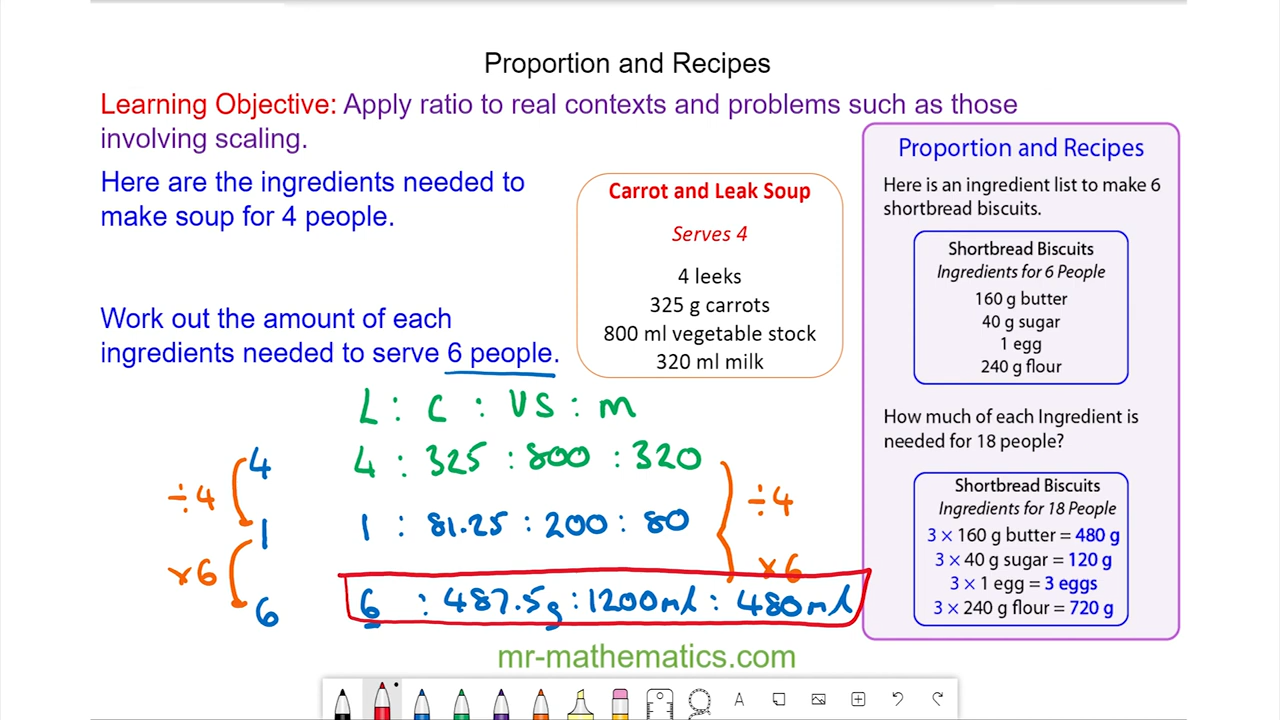 Proportion and Recipes
Learning Objective: Apply ratio to real contexts and problems such as those
involving scaling.
Here are the ingredients needed to
make soup for 4 people.
Work out the amount of each
ingredients needed to serve 6 people.
Carrot and Leak Soup
Serves 4
4 leeks
325 g carrots
800 ml vegetable stock
320 ml milk
L : C : VS : m
4
4 : 325 : 800 : 320
÷4
÷4
1
1 : 81.25 : 200 : 80
×6
×6
6
6 : 487.5g : 1200ml : 480ml
Proportion and Recipes
Here is an ingredient list to make 6
shortbread biscuits.
Shortbread Biscuits
Ingredients for 6 People
160 g butter
40 g sugar
1 egg
240 g flour
How much of each Ingredient is
needed for 18 people?
Shortbread Biscuits
Ingredients for 18 People
3 × 160 g butter = 480 g
3 × 40 g sugar = 120 g
3 × 1 egg = 3 eggs
3 × 240 g flour = 720 g
mr-mathematics.com
A